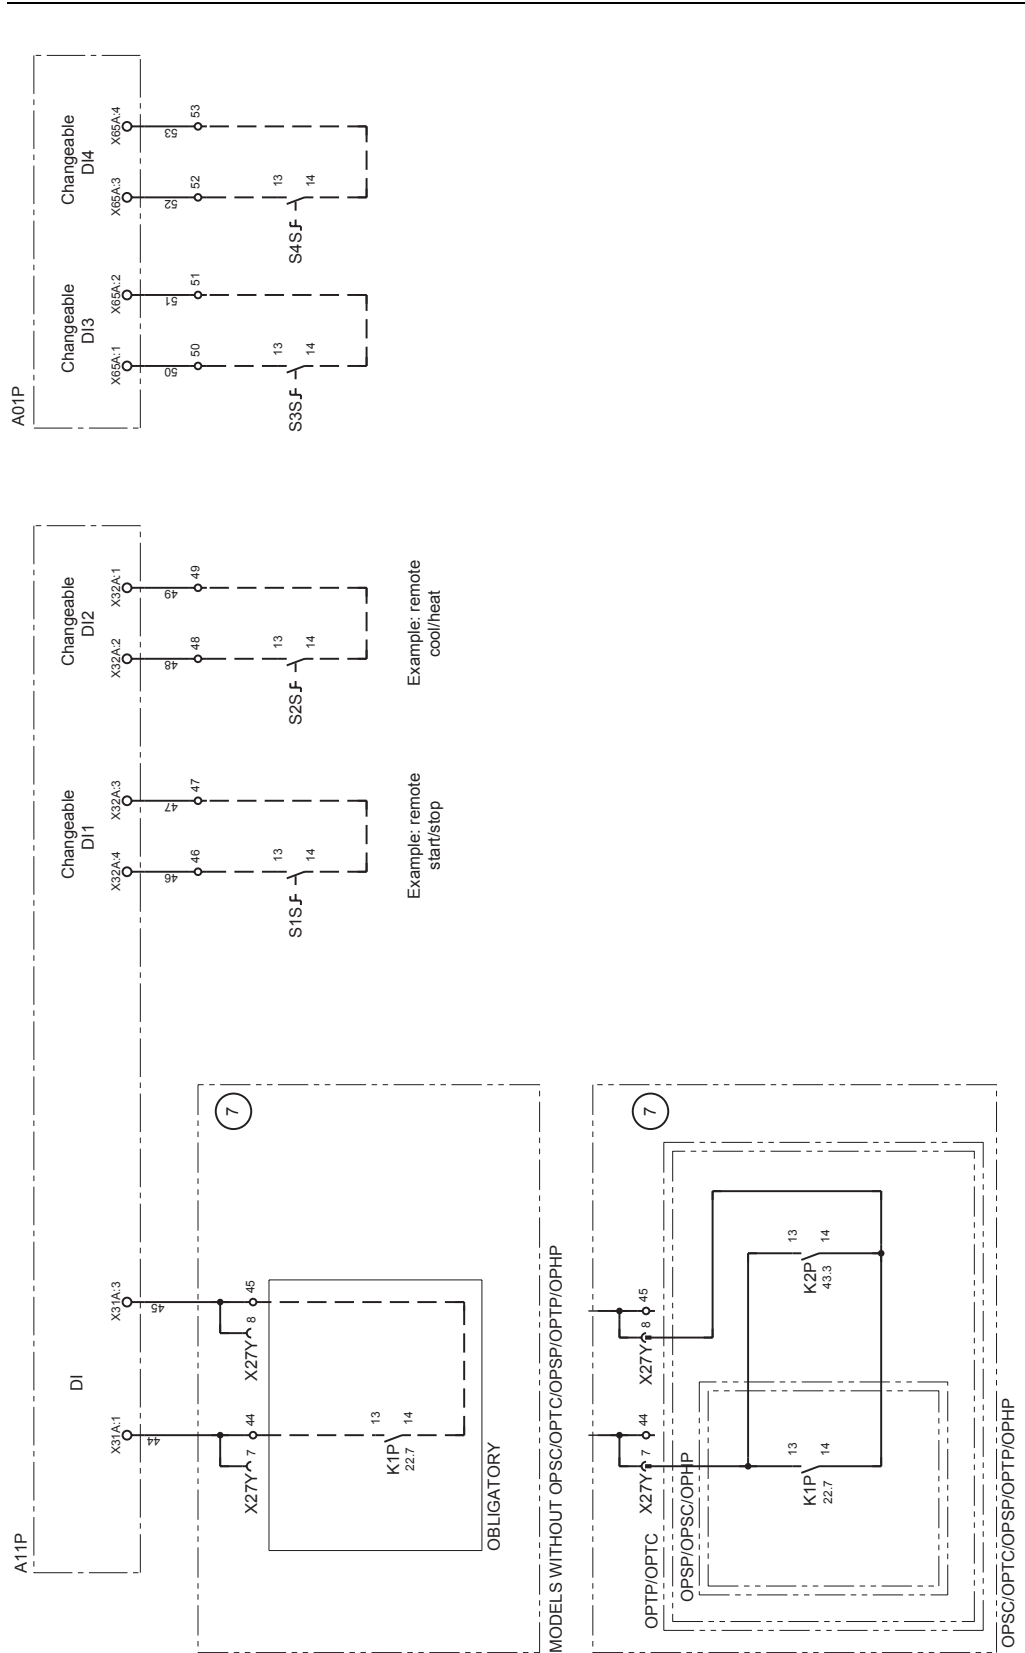 A11P
DI
X31A:1
X31A:3
44
45
X27Y
7
44
X27Y
8
45
K1P
22.7
13
14
OBLIGATORY
7
MODELS WITHOUT OPSC/OPTC/OPSP/OPTP/OPHP
Changeable
DI1
X32A:4
X32A:3
46
47
46
47
S1S
13
14
Example: remote
start/stop
Changeable
DI2
X32A:2
X32A:1
48
49
48
49
S2S
13
14
Example: remote
cool/heat
A01P
Changeable
DI3
X65A:1
X65A:2
50
51
50
51
S3S
13
14
Changeable
DI4
X65A:3
X65A:4
52
53
52
53
S4S
13
14
7
X27Y
7
44
X27Y
8
45
OPTP/OPTC
OPSP/OPSC/OPHP
K1P
22.7
13
14
K2P
43.3
13
14
OPSC/OPTC/OPSP/OPTP/OPHP